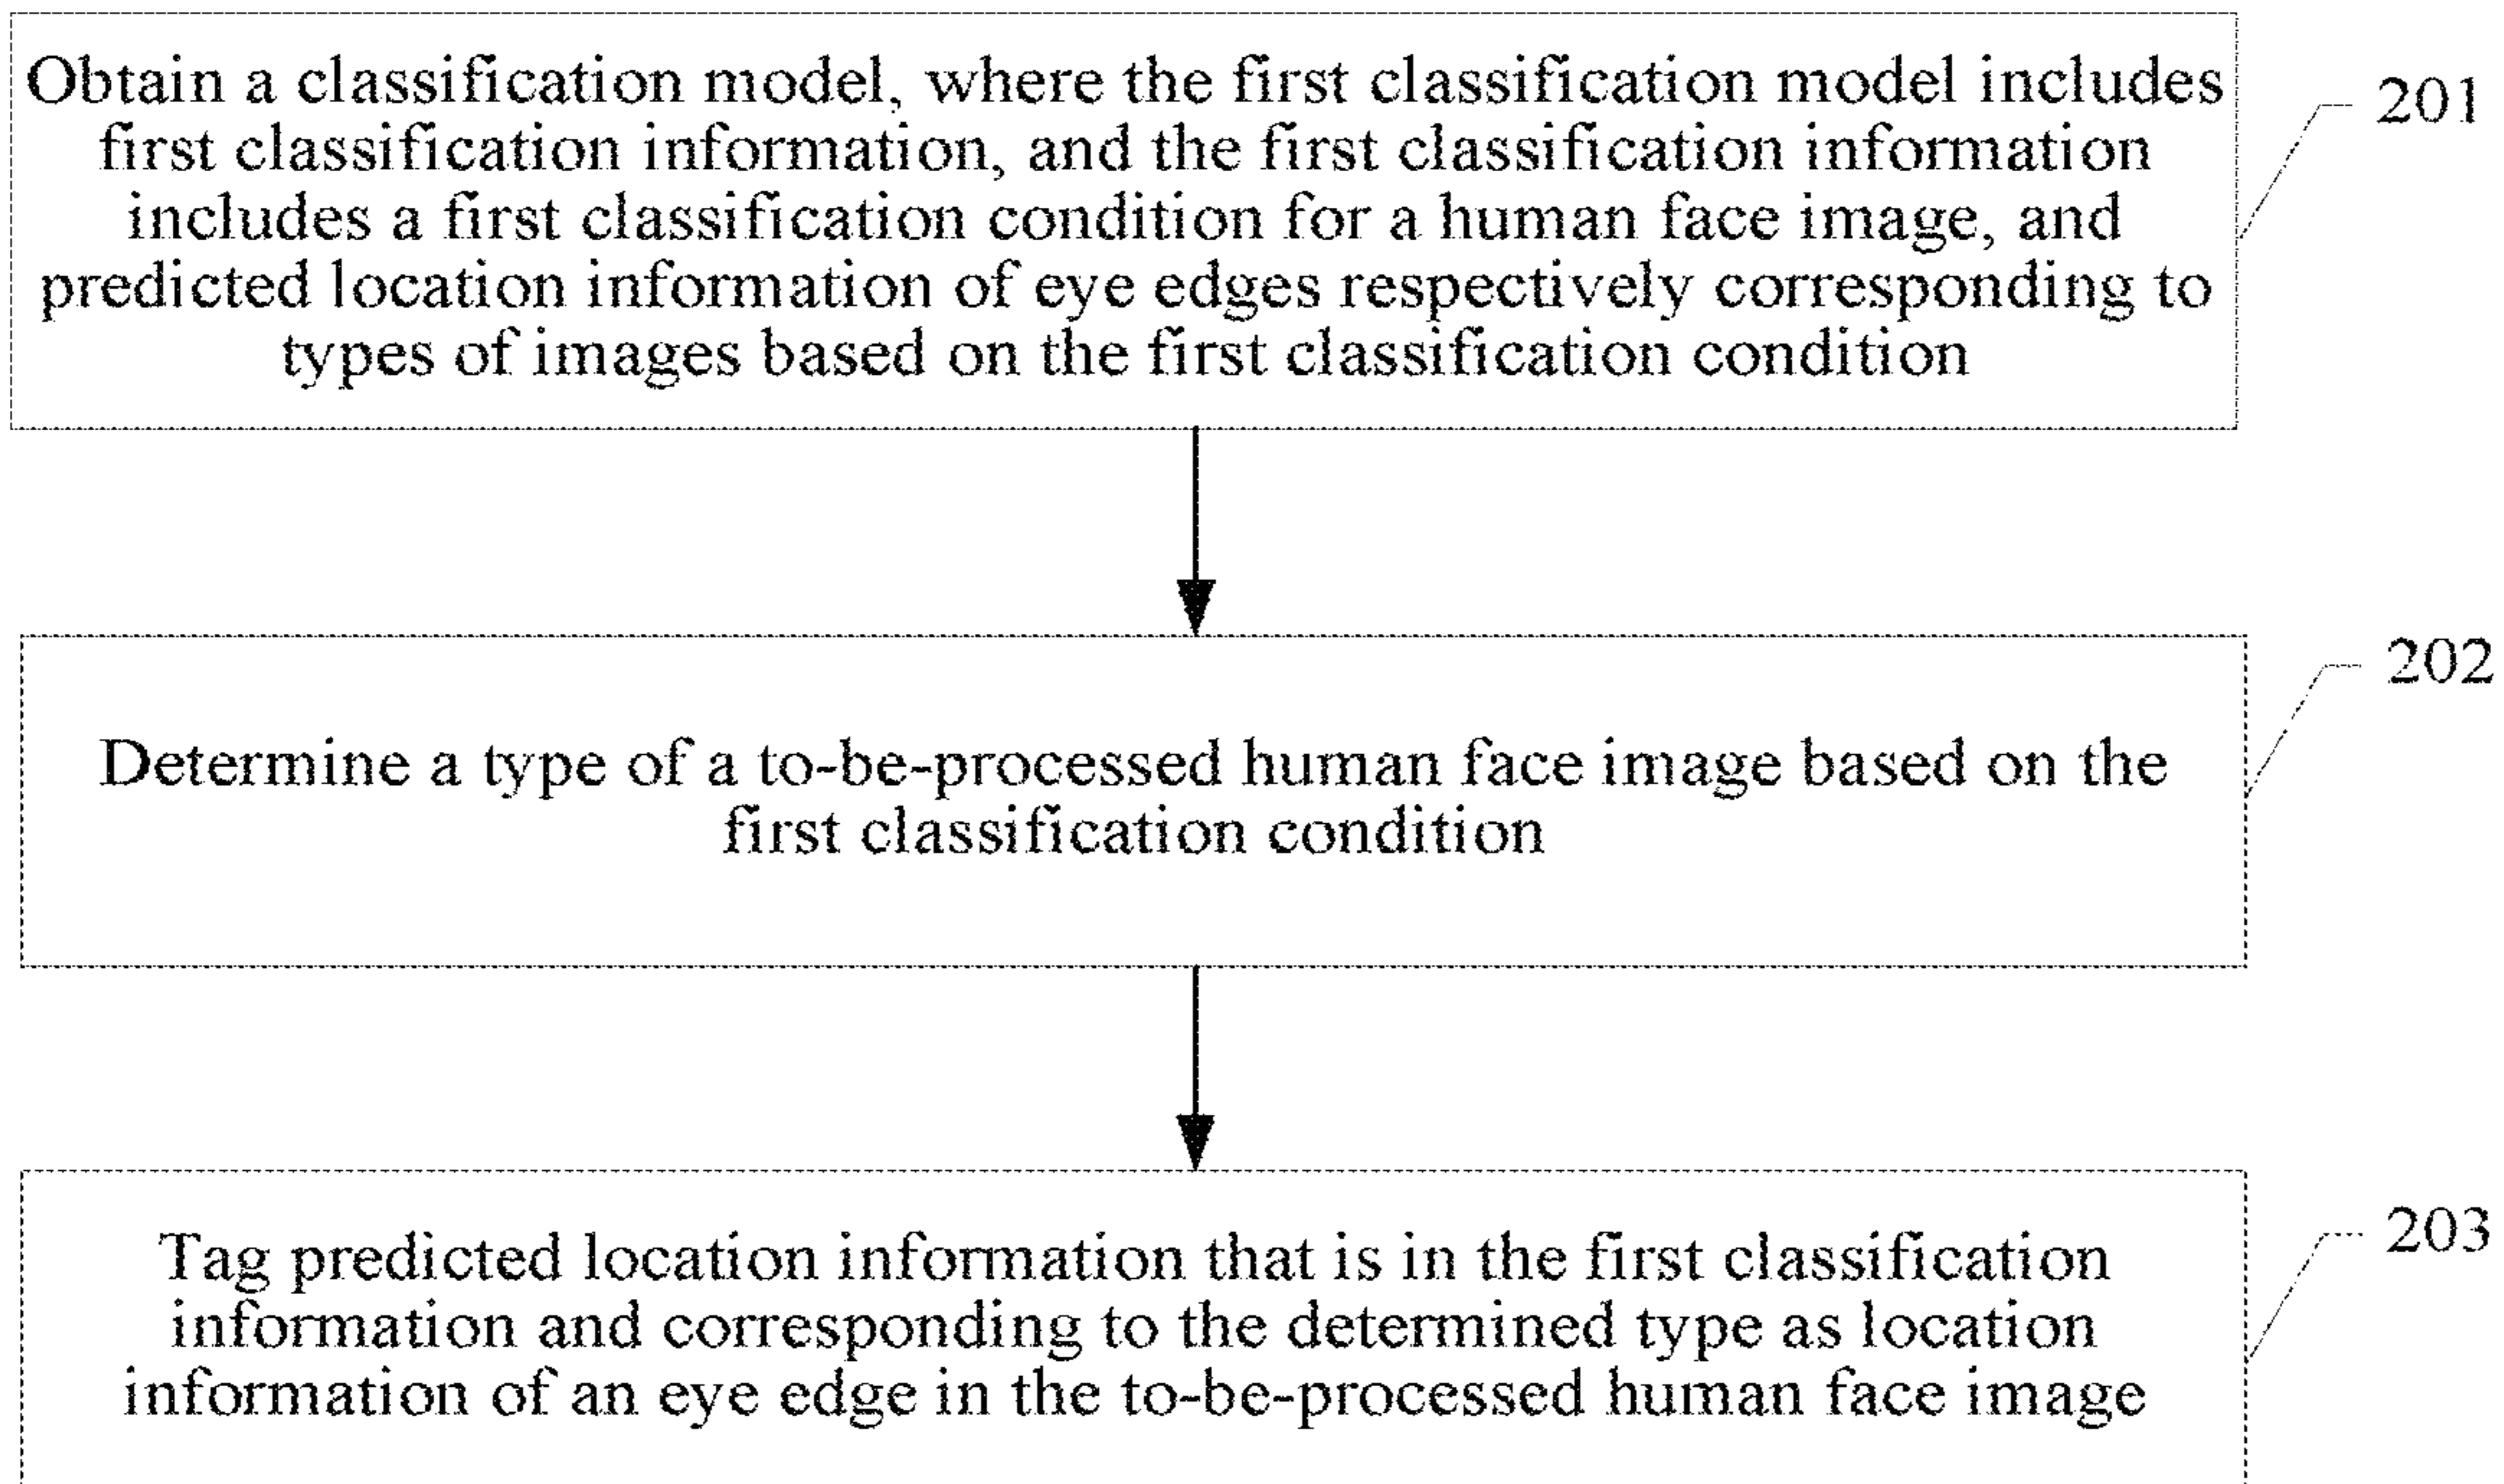 Obtain a classification model, where the first classification model includes
201
first classification information, and the first classification information
includes a first classification condition for a human face image, and
predicted location information of eye edges respectively corresponding to
types of images based on the first classification condition
202
Determine a type of a to-be-processed human face image based on the
first classification condition
203
Tag predicted location information that is in the first classification
information and corresponding to the determined type as location
information of an eye edge in the to-be-processed human face image